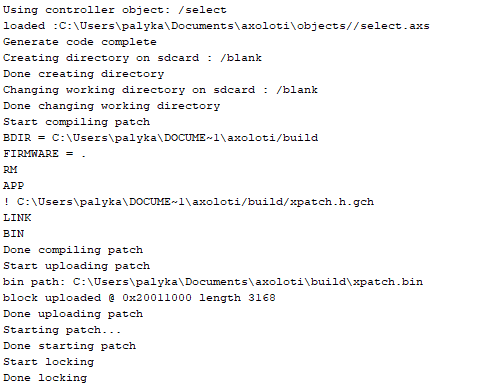 Using controller object: /select
loaded :C:\Users\palyka\Documents\axoloti\objects//select.axs
Generate code complete
Creating directory on sdcard : /blank
Done creating directory
Changing working directory on sdcard : /blank
Done changing working directory
Start compiling patch
BDIR = C:\Users\palyka\DOCUME~1\axoloti/build
FIRMWARE = .
RM
APP
! C:\Users\palyka\DOCUME~1\axoloti/build/xpatch.h.gch
LINK
BIN
Done compiling patch
Start uploading patch
bin path: C:\Users\palyka\Documents\axoloti\build\xpatch.bin
block uploaded @ 0x20011000 length 3168
Done uploading patch
Starting patch...
Done starting patch
Start locking
Done locking